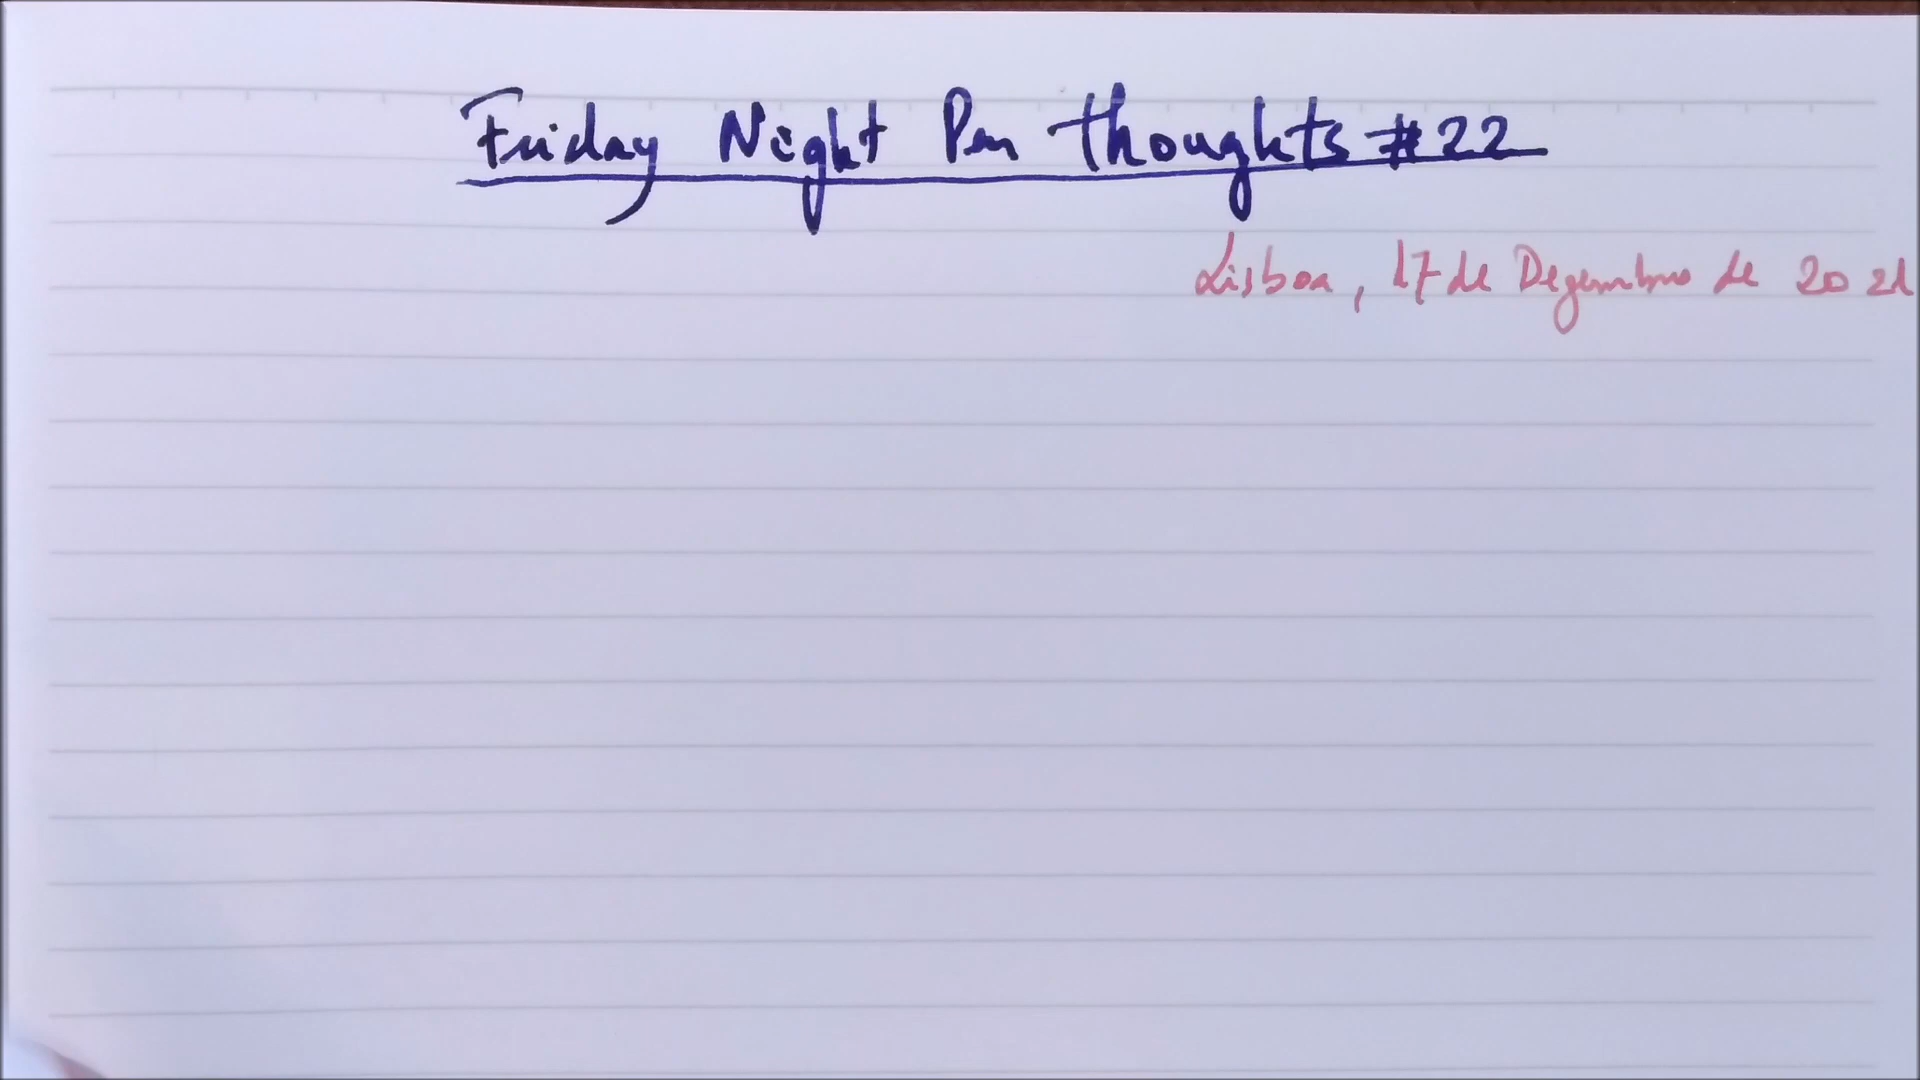 Friday Night Pen Thoughts #22
Lisboa, 17 de Dezembro de 2021